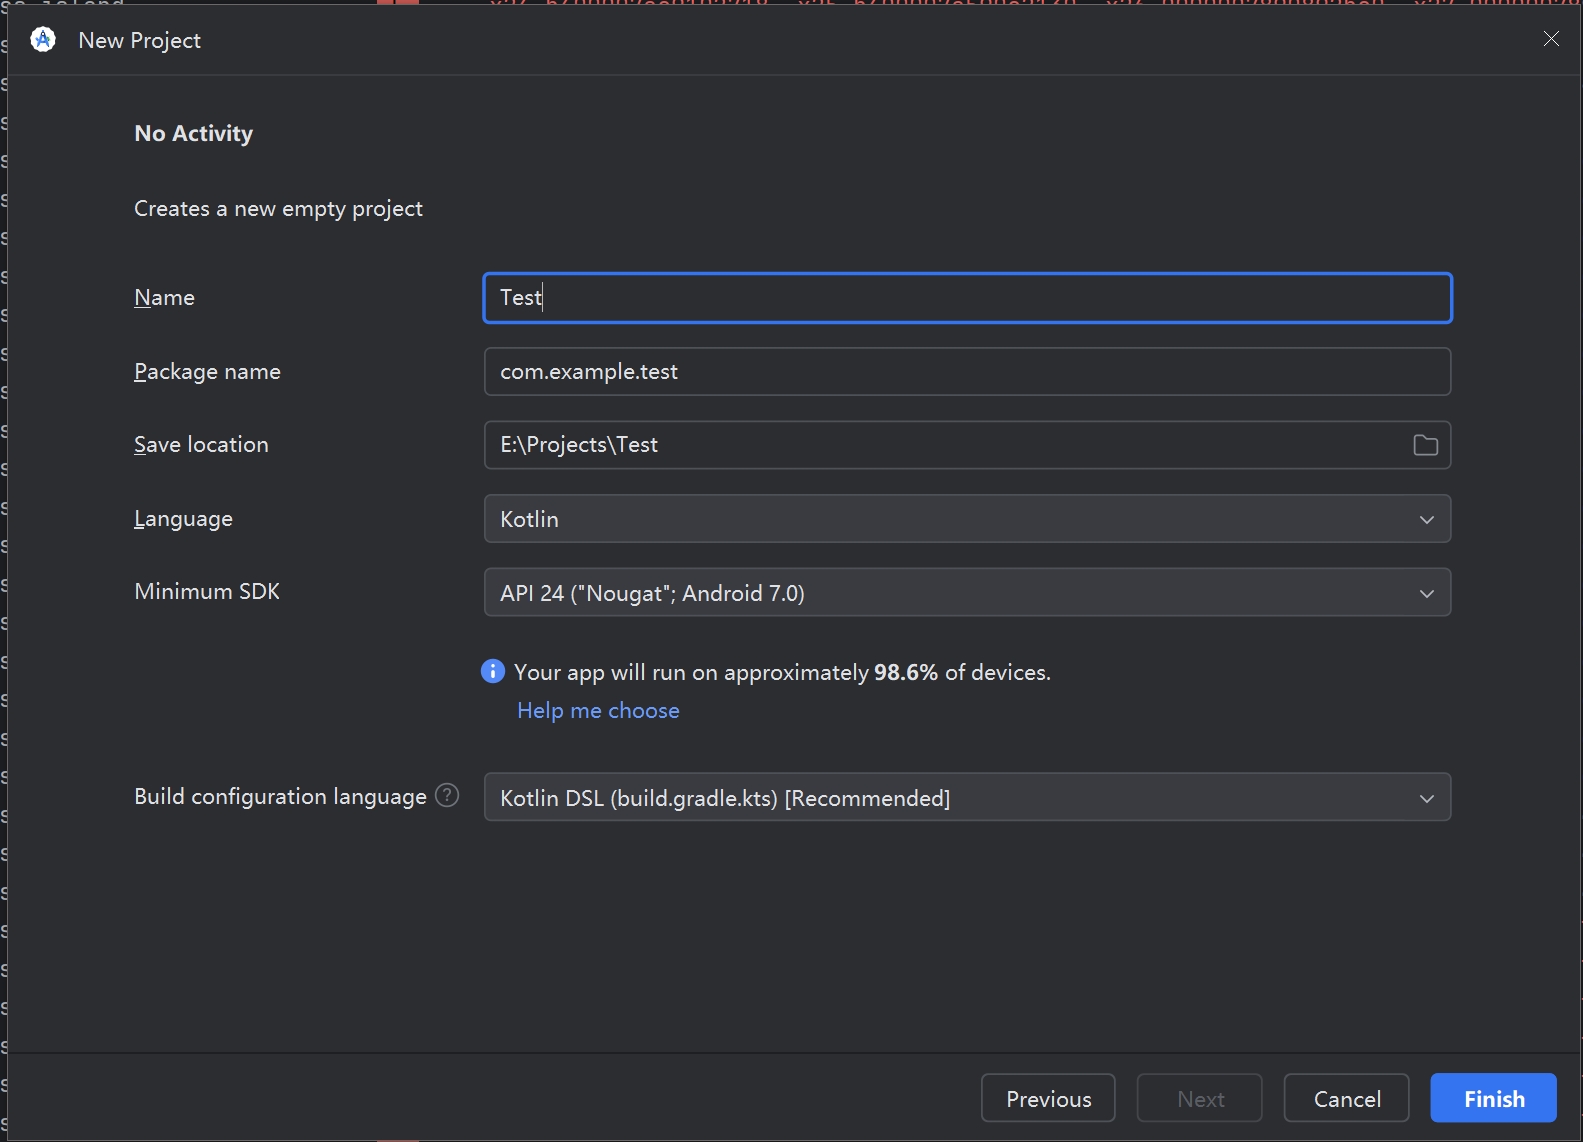 New Project
No Activity
Creates a new empty project
Name
Test
Package name
com.example.test
Save location
E:\Projects\Test
Language
Kotlin
Minimum SDK
API 24 ("Nougat"; Android 7.0)
Your app will run on approximately 98.6% of devices.
Help me choose
Build configuration language ?
Kotlin DSL (build.gradle.kts) [Recommended]
Previous
Next
Cancel
Finish